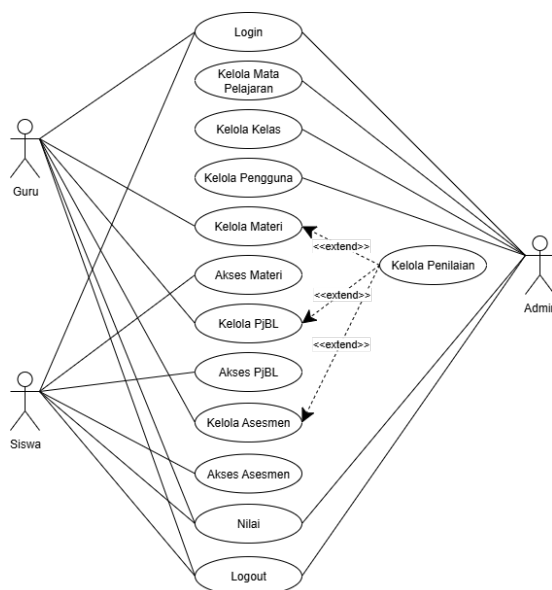 Login
Kelola Mata
Pelajaran
Kelola Kelas
Guru
Kelola Pengguna
Kelola Materi
<<extend>>
Akses Materi
Kelola Penilaian
<<extend>>
Admin
Kelola PjBL
<<extend>>
Akses PjBL
Siswa
Kelola Asesmen
Akses Asesmen
Nilai
Logout